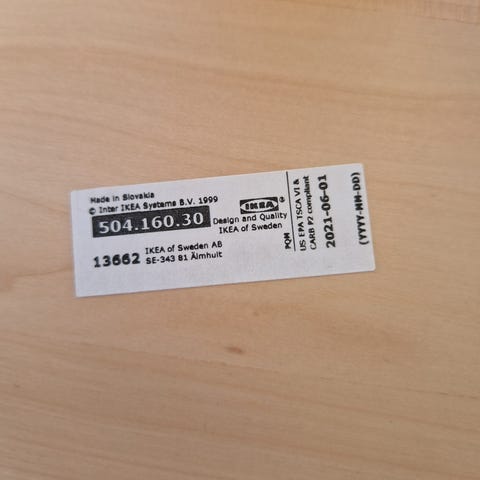 Made in Slovakia
© Inter IKEA Systems B.V. 1999
504.160.30
13662
IKEA of Sweden AB
SE-343 81 Älmhult
IKEA
Design and Quality
IKEA of Sweden
PQM
US EPA TSCA VI &
CARB P2 compliant
2021-06-01
(YYYY-MM-DD)